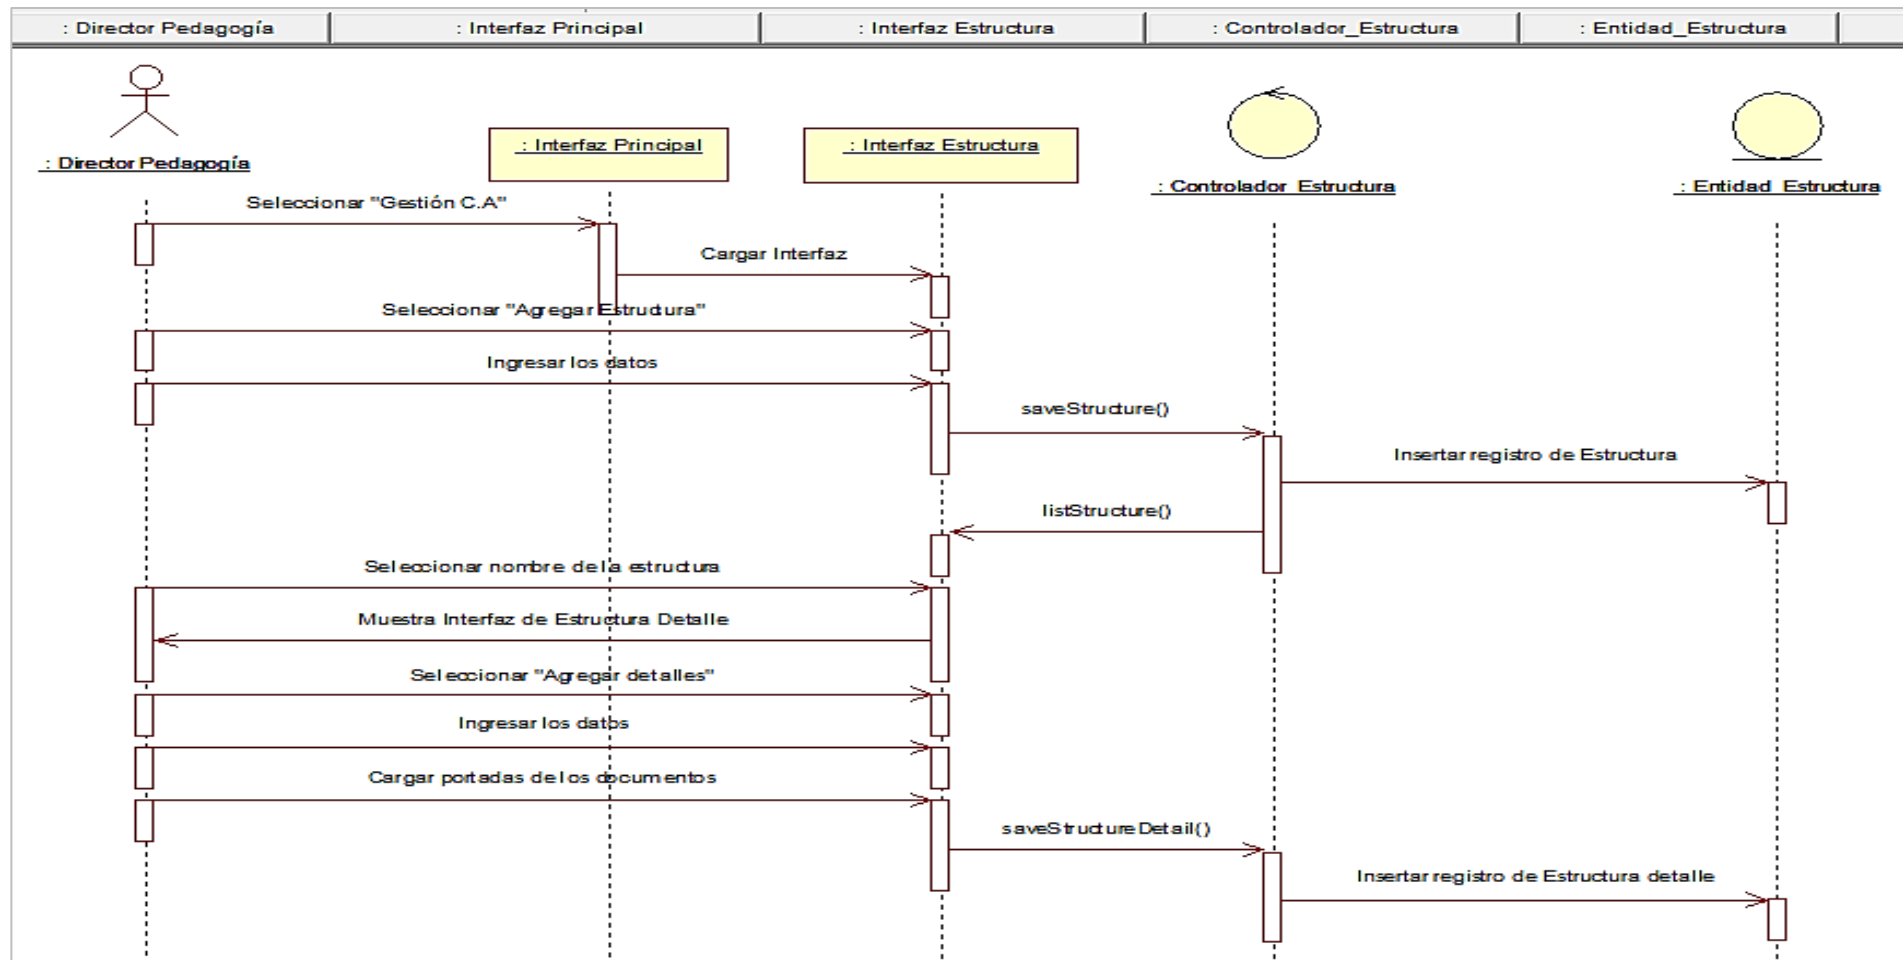 : Director Pedagogía
: Interfaz Principal
: Interfaz Estructura
: Controlador_Estructura
: Entidad_Estructura
: Director Pedagogía
: Interfaz Principal
: Interfaz Estructura
: Controlador_Estructura
: Entidad_Estructura
Seleccionar "Gestión C.A"
Cargar Interfaz
Seleccionar "Agregar Estructura"
Ingresar los datos
saveStructure()
Insertar registro de Estructura
listStructure()
Seleccionar nombre de la estructura
Muestra Interfaz de Estructura Detalle
Seleccionar "Agregar detalles"
Ingresar los datos
Cargar portadas de los documentos
saveStructureDetail()
Insertar registro de Estructura detalle